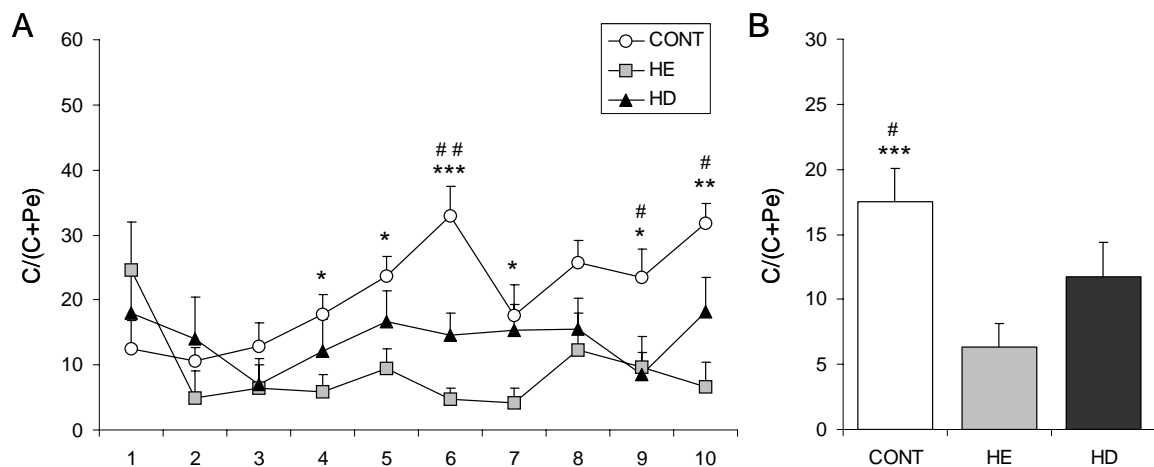 A
60
50
40
30
20
10
0
C/(C+Pe)
CONT
HE
HD
# #
***
#
**
#
*
*
*
*
1 2 3 4 5 6 7 8 9 10
B
30
25
20
15
10
5
0
C/(C+Pe)
#
***
CONT HE HD